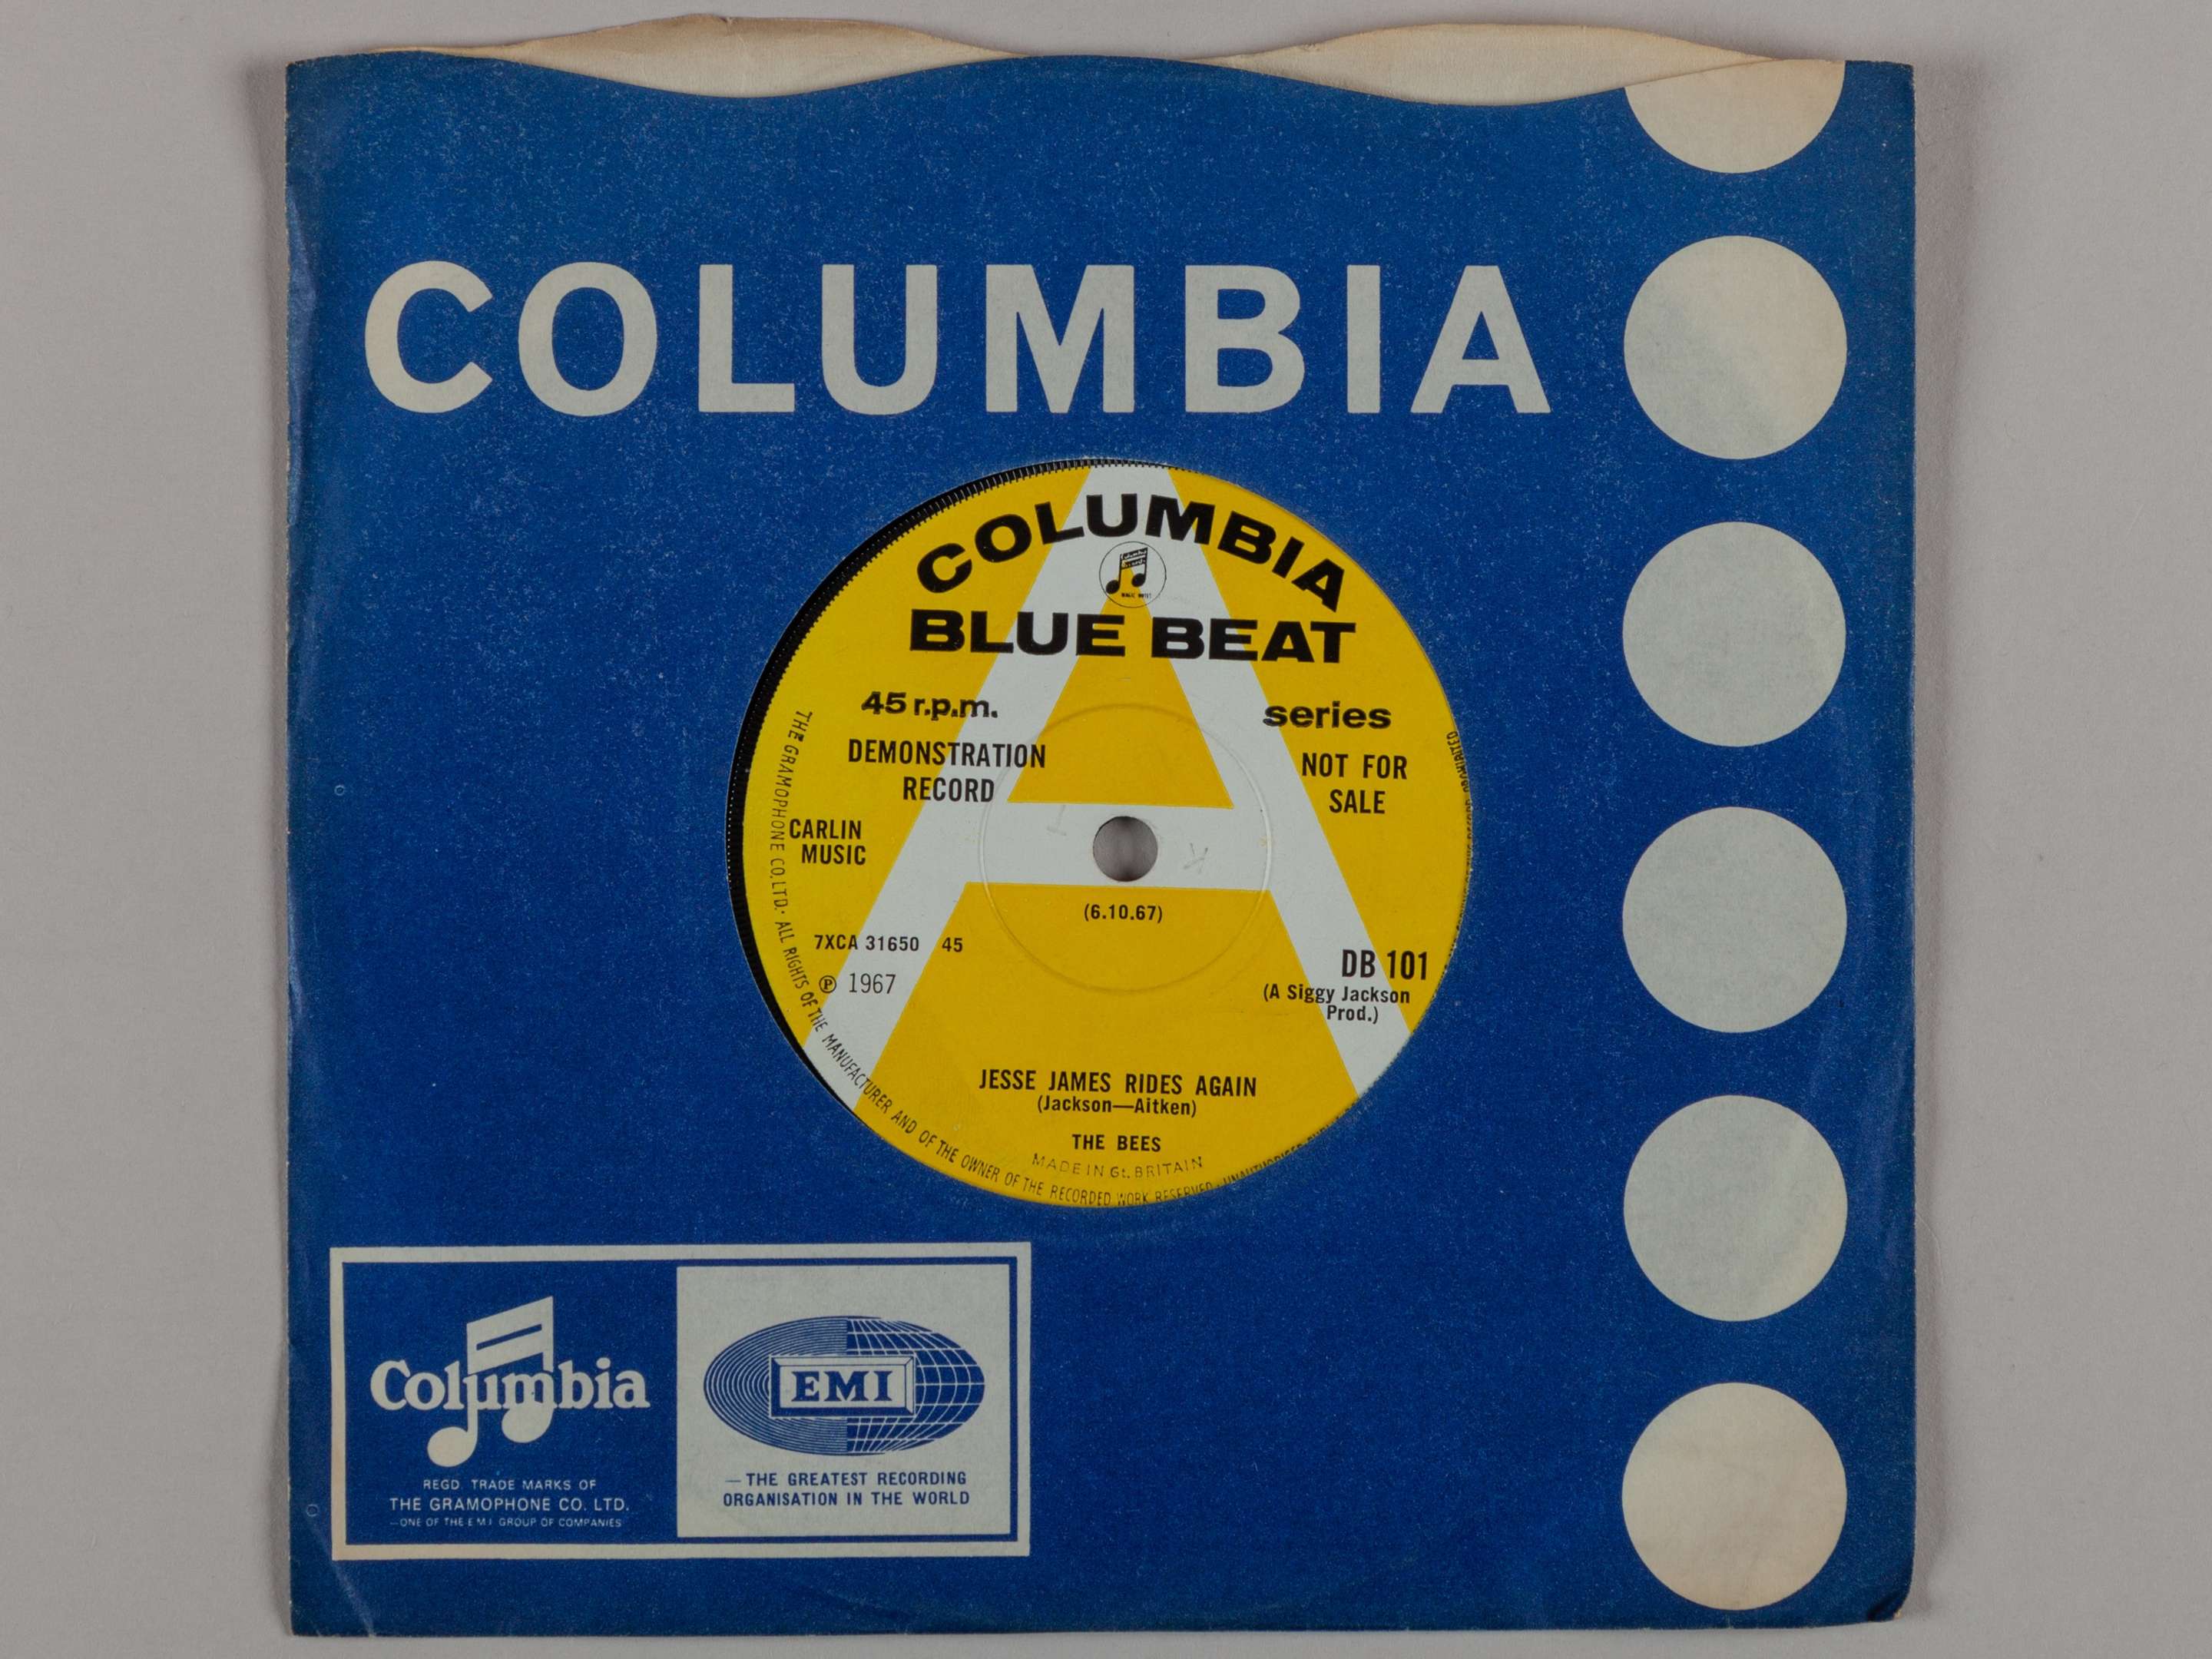 COLUMBIA
COLUMBIA
BLUE BEAT
45 r.p.m.
series
DEMONSTRATION
RECORD
NOT FOR
SALE
CARLIN
MUSIC
(6.10.67)
7XCA 31650 45
℗ 1967
DB 101
(A Siggy Jackson
Prod.)
JESSE JAMES RIDES AGAIN
(Jackson—Aitken)
THE BEES
MADE IN Gt. BRITAIN
THE GRAMOPHONE CO. LTD. · ALL RIGHTS OF THE MANUFACTURER AND OF THE OWNER OF THE RECORDED WORK RESERVED ·
Columbia
REGD. TRADE MARKS OF
THE GRAMOPHONE CO. LTD.
—ONE OF THE E.M.I. GROUP OF COMPANIES
EMI
—THE GREATEST RECORDING
ORGANISATION IN THE WORLD